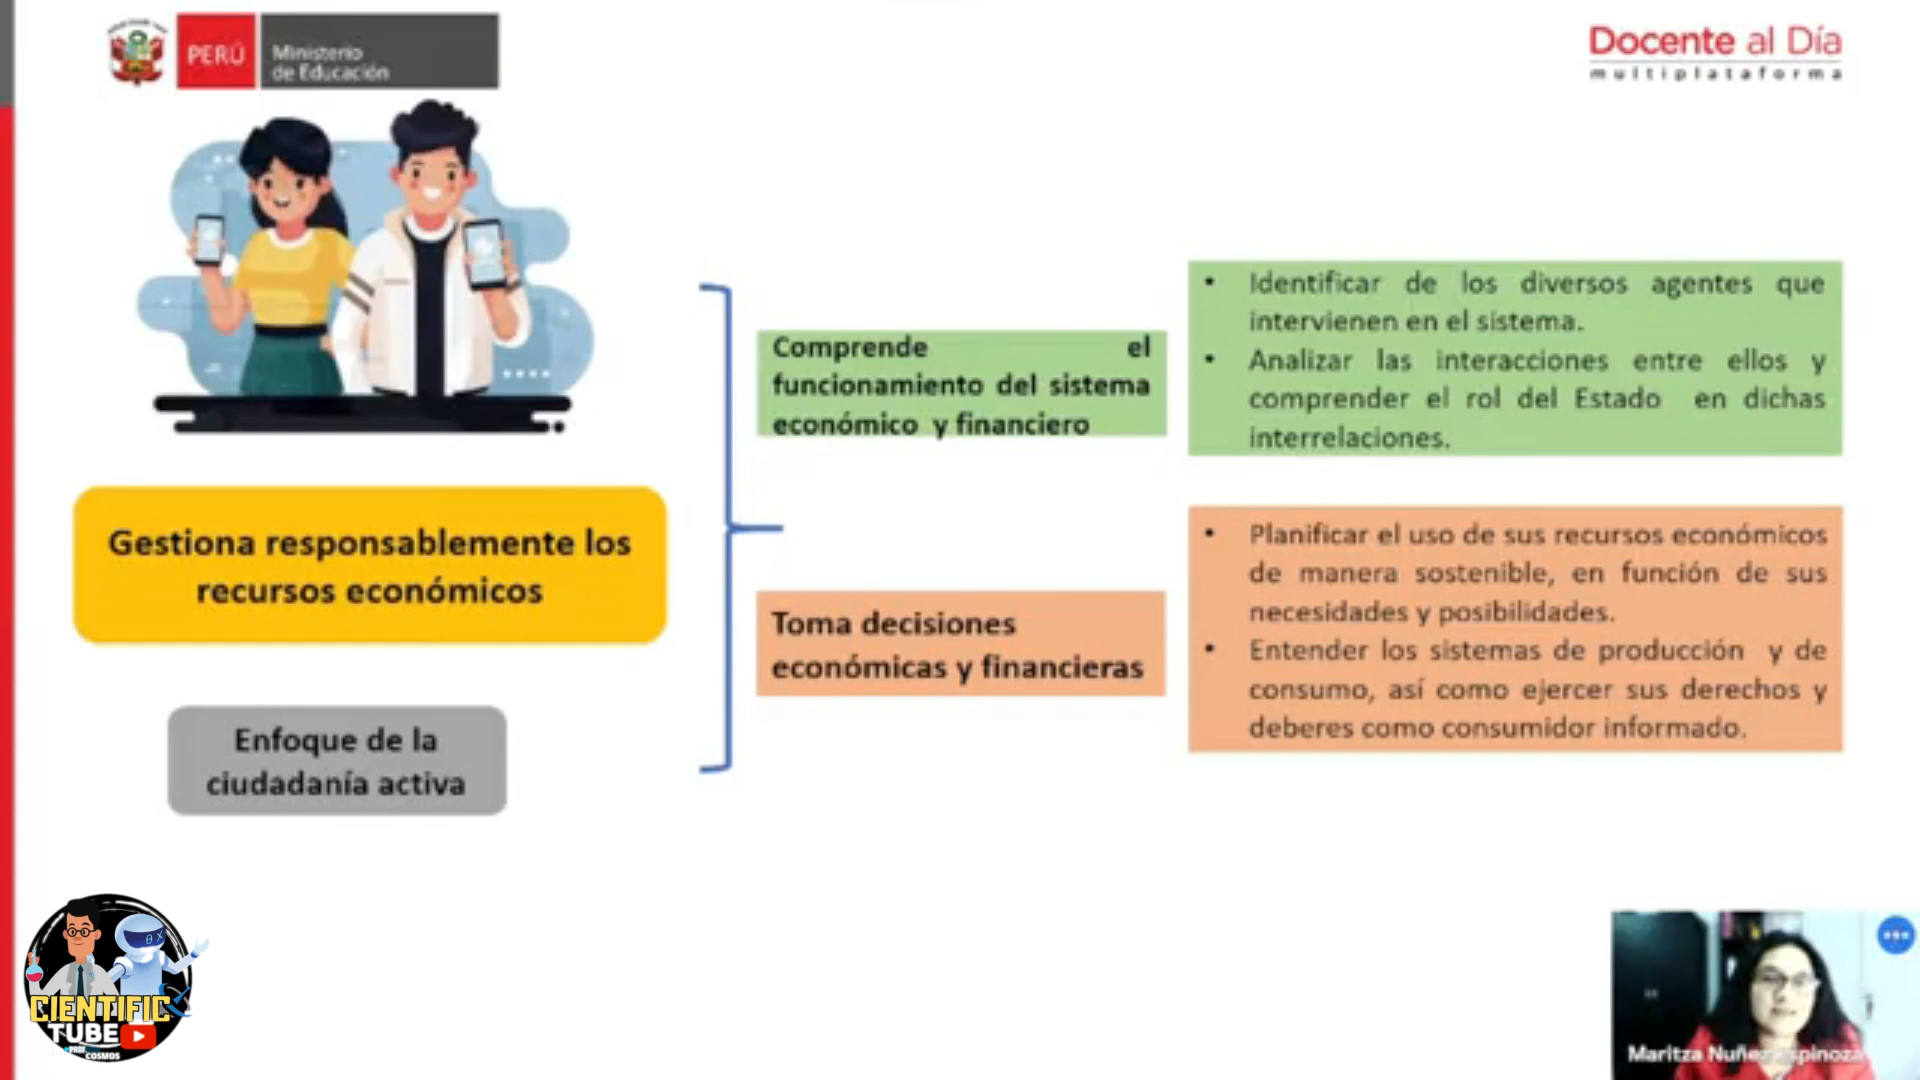 PERÚ
Ministerio
de Educación
Docente al Día
multiplataforma
Gestiona responsablemente los
recursos económicos
Enfoque de la
ciudadanía activa
Comprende el
funcionamiento del sistema
económico y financiero
Toma decisiones
económicas y financieras
• Identificar de los diversos agentes que
intervienen en el sistema.
• Analizar las interacciones entre ellos y
comprender el rol del Estado en dichas
interrelaciones.
• Planificar el uso de sus recursos económicos
de manera sostenible, en función de sus
necesidades y posibilidades.
• Entender los sistemas de producción y de
consumo, así como ejercer sus derechos y
deberes como consumidor informado.
CIENTIFIC
TUBE
PROF
COSMOS
Maritza Nuñez Espinoza